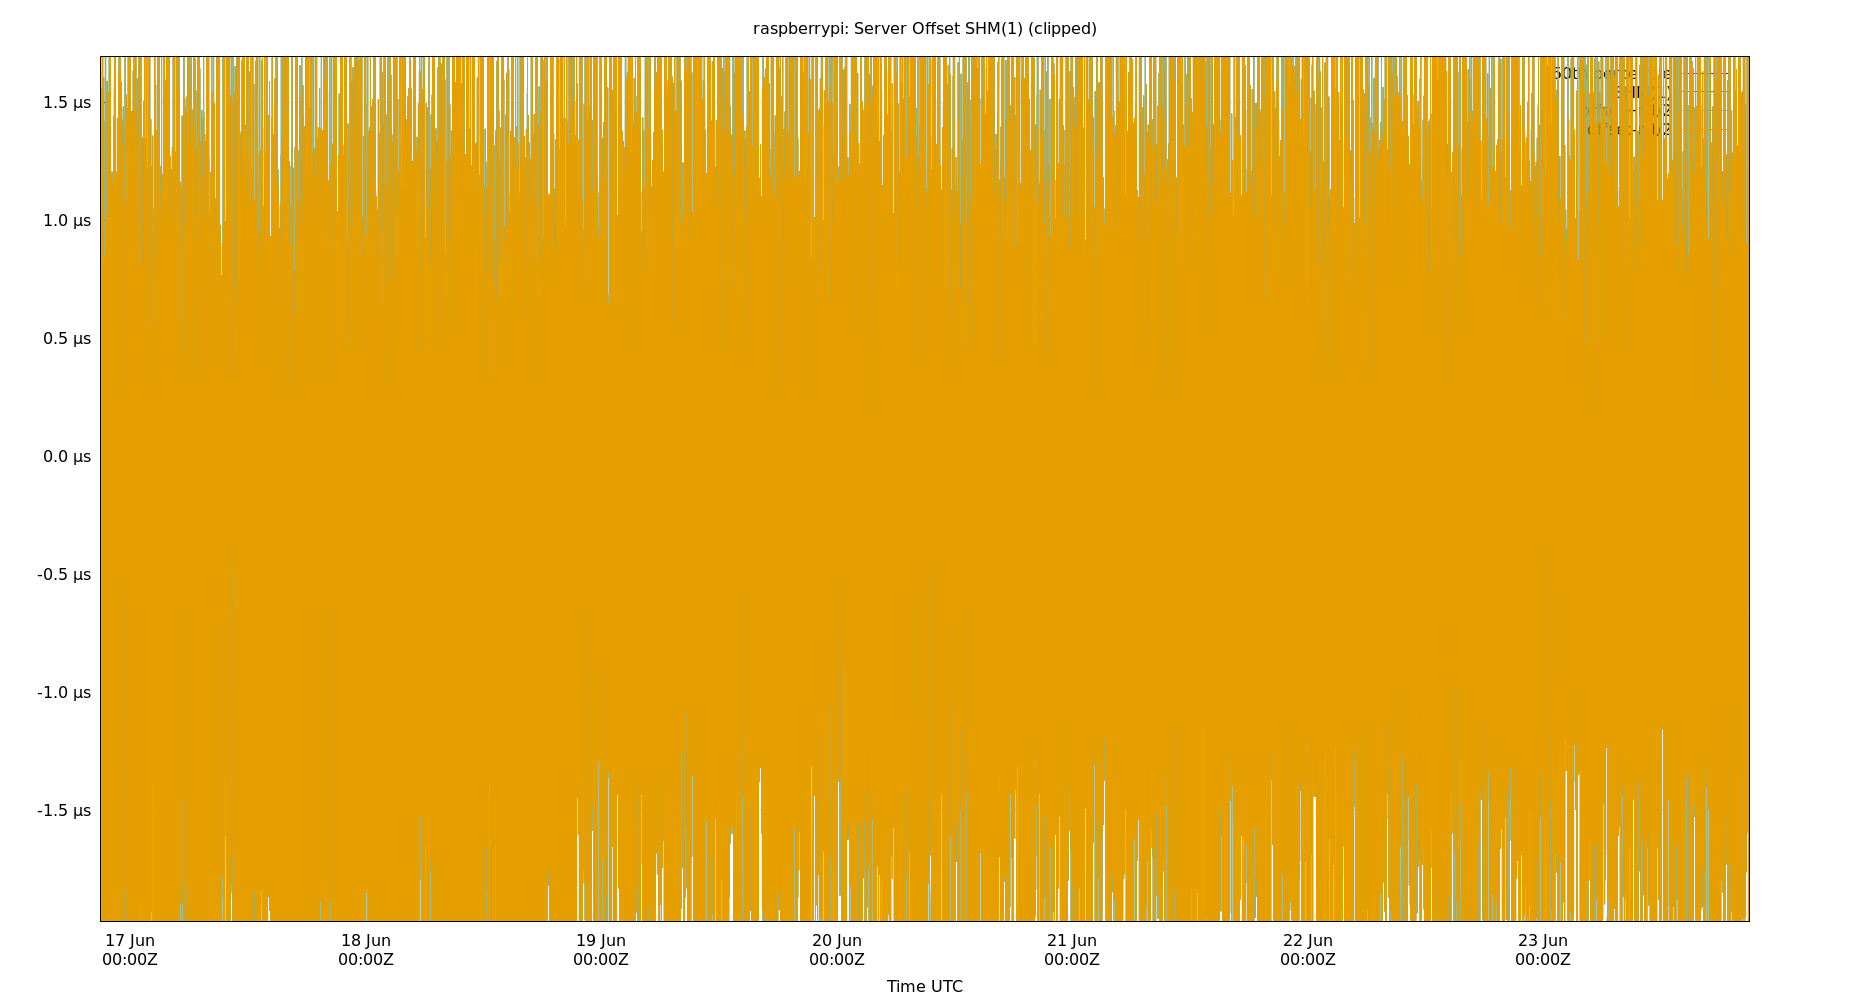 raspberrypi: Server Offset SHM(1) (clipped)
1.5 µs
1.0 µs
0.5 µs
0.0 µs
-0.5 µs
-1.0 µs
-1.5 µs
17 Jun 18 Jun 19 Jun 20 Jun 21 Jun 22 Jun 23 Jun
00:00Z 00:00Z 00:00Z 00:00Z 00:00Z 00:00Z 00:00Z
Time UTC